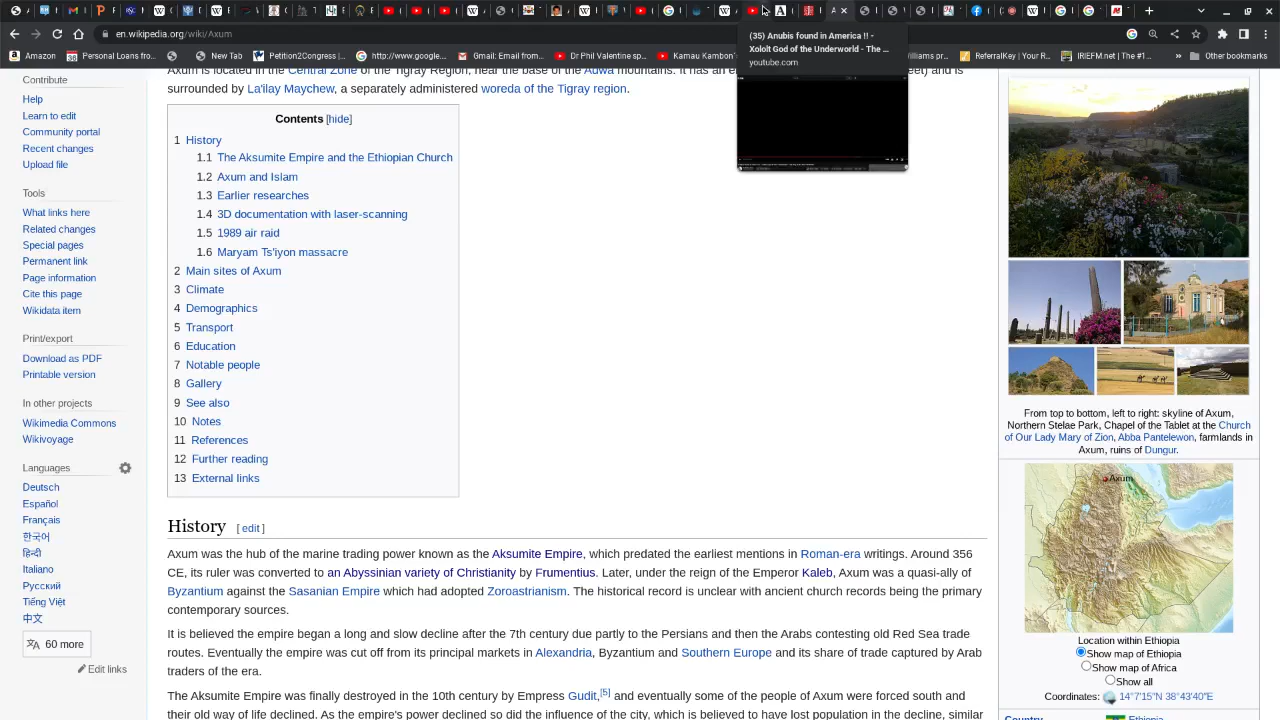 en.wikipedia.org/wiki/Axum
Amazon
Personal Loans fro...
New Tab
Petition2Congress |...
http://www.google...
Gmail: Email from...
Dr Phil Valentine sp...
Kamau Kambon's
ReferralKey | Your R...
IRIEFM.net | The #1...
Other bookmarks
(35) Anubis found in America !! -
Xololt God of the Underworld - The ...
youtube.com
surrounded by La'ilay Maychew, a separately administered woreda of the Tigray region.
Contribute
Help
Learn to edit
Community portal
Recent changes
Upload file
Tools
What links here
Related changes
Special pages
Permanent link
Page information
Cite this page
Wikidata item
Print/export
Download as PDF
Printable version
In other projects
Wikimedia Commons
Wikivoyage
Languages
Deutsch
Español
Français
한국어
हिन्दी
Italiano
Русский
Tiếng Việt
中文
60 more
Edit links
Contents [hide]
1 History
1.1 The Aksumite Empire and the Ethiopian Church
1.2 Axum and Islam
1.3 Earlier researches
1.4 3D documentation with laser-scanning
1.5 1989 air raid
1.6 Maryam Ts'iyon massacre
2 Main sites of Axum
3 Climate
4 Demographics
5 Transport
6 Education
7 Notable people
8 Gallery
9 See also
10 Notes
11 References
12 Further reading
13 External links
History [ edit ]
Axum was the hub of the marine trading power known as the Aksumite Empire, which predated the earliest mentions in Roman-era writings. Around 356
CE, its ruler was converted to an Abyssinian variety of Christianity by Frumentius. Later, under the reign of the Emperor Kaleb, Axum was a quasi-ally of
Byzantium against the Sasanian Empire which had adopted Zoroastrianism. The historical record is unclear with ancient church records being the primary
contemporary sources.
It is believed the empire began a long and slow decline after the 7th century due partly to the Persians and then the Arabs contesting old Red Sea trade
routes. Eventually the empire was cut off from its principal markets in Alexandria, Byzantium and Southern Europe and its share of trade captured by Arab
traders of the era.
The Aksumite Empire was finally destroyed in the 10th century by Empress Gudit,[5] and eventually some of the people of Axum were forced south and
their old way of life declined. As the empire's power declined so did the influence of the city, which is believed to have lost population in the decline, similar
From top to bottom, left to right: skyline of Axum,
Northern Stelae Park, Chapel of the Tablet at the Church
of Our Lady Mary of Zion, Abba Pantelewon, farmlands in
Axum, ruins of Dungur.
Axum
Location within Ethiopia
Show map of Ethiopia
Show map of Africa
Show all
Coordinates: 14°7′15″N 38°43′40″E
Country Ethiopia